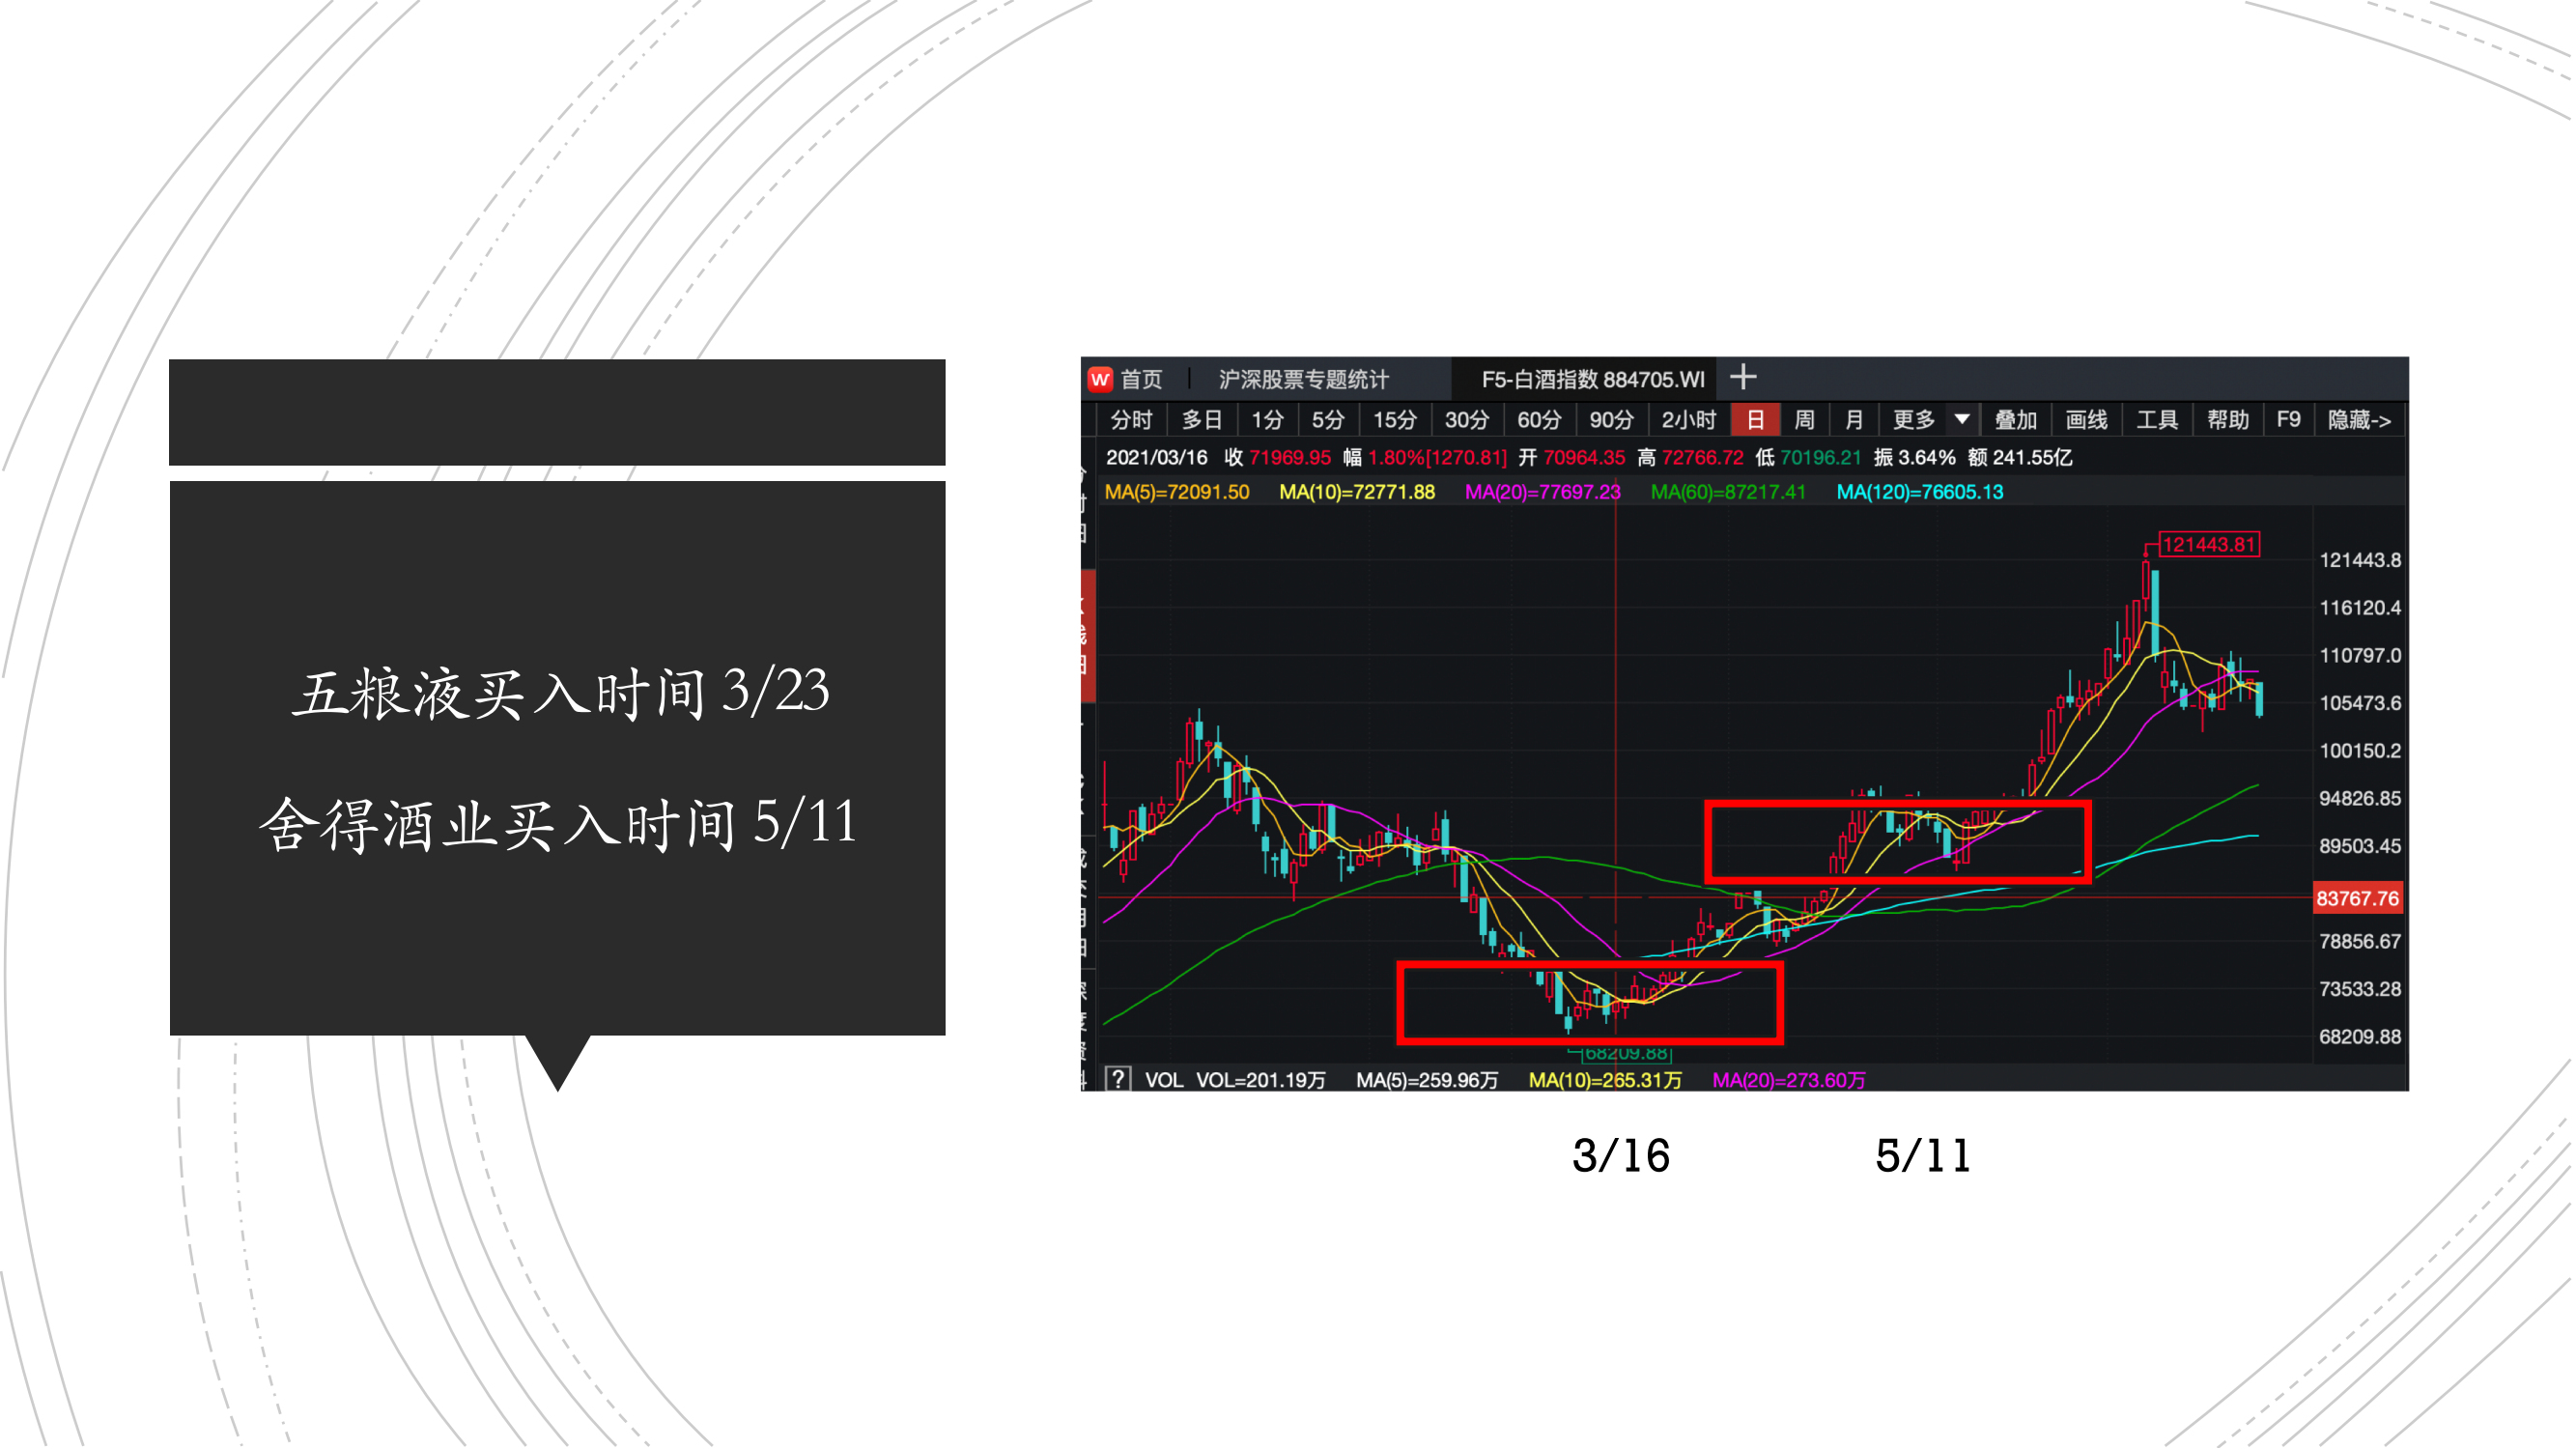 五粮液买入时间 3/23
舍得酒业买入时间 5/11
W 首页 沪深股票专题统计 F5-白酒指数 884705.WI
分时 多日 1分 5分 15分 30分 60分 90分 2小时 日 周 月 更多 叠加 画线 工具 帮助 F9 隐藏->
2021/03/16 收 71969.95 幅 1.80%[1270.81] 开 70964.35 高 72766.72 低 70196.21 振 3.64% 额 241.55亿
MA(5)=72091.50 MA(10)=72771.88 MA(20)=77697.23 MA(60)=87217.41 MA(120)=76605.13
121443.81
121443.8
116120.4
110797.0
105473.6
100150.2
94826.85
89503.45
83767.76
78856.67
73533.28
68209.88
68209.88
? VOL VOL=201.19万 MA(5)=259.96万 MA(10)=265.31万 MA(20)=273.60万
3/16 5/11